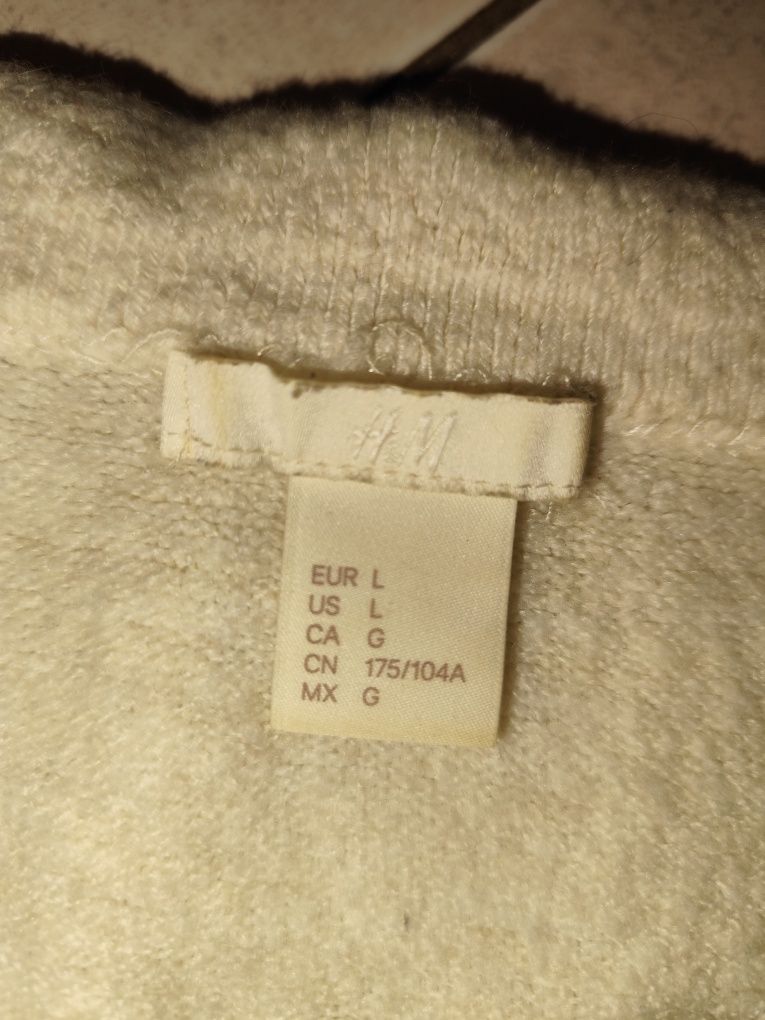 H&M
EUR L
US L
CA G
CN 175/104A
MX G